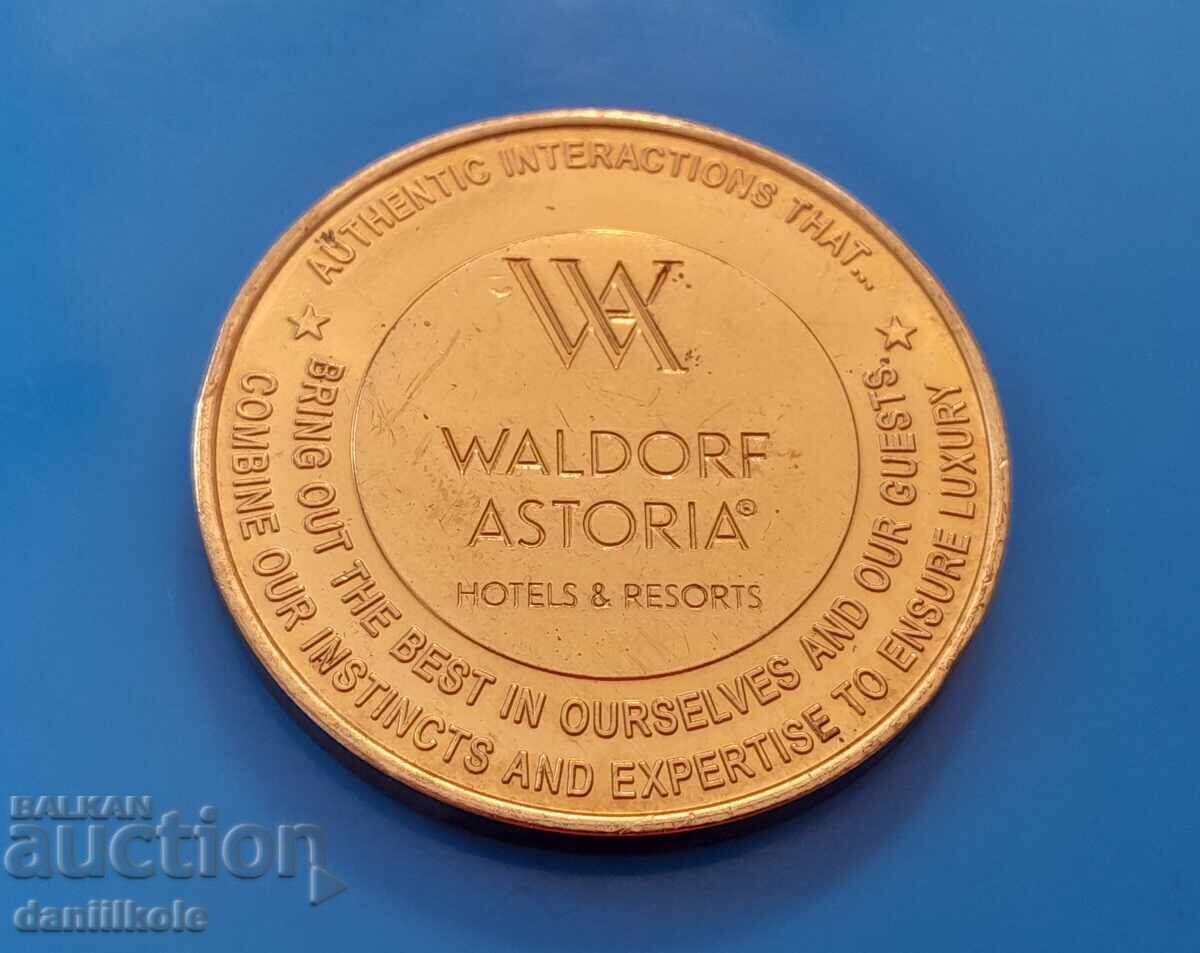 AUTHENTIC INTERACTIONS THAT...
BRING OUT THE BEST IN OURSELVES AND OUR GUESTS.
COMBINE OUR INSTINCTS AND EXPERTISE TO ENSURE LUXURY
WA
WALDORF
ASTORIA®
HOTELS & RESORTS
BALKAN
auction
daniilkole